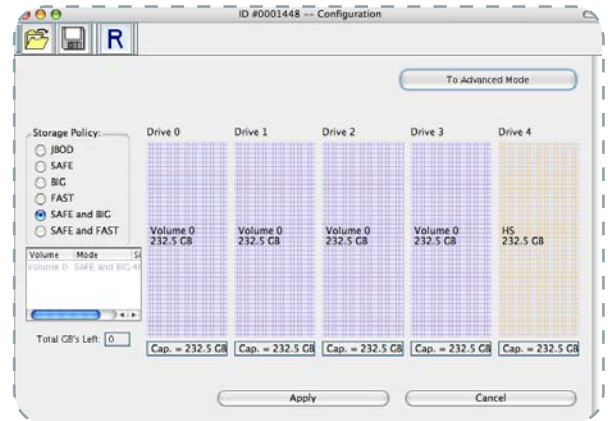 ID #0001448 -- Configuration
R
To Advanced Mode
Storage Policy:
JBOD
SAFE
BIG
FAST
SAFE and BIG
SAFE and FAST
Drive 0
Drive 1
Drive 2
Drive 3
Drive 4
Volume 0
232.5 GB
Volume 0
232.5 GB
Volume 0
232.5 GB
Volume 0
232.5 GB
HS
232.5 GB
Volume Mode
Volume 0 SAFE and BIG
Total GB's Left: 0
Cap. = 232.5 GB
Cap. = 232.5 GB
Cap. = 232.5 GB
Cap. = 232.5 GB
Cap. = 232.5 GB
Apply
Cancel